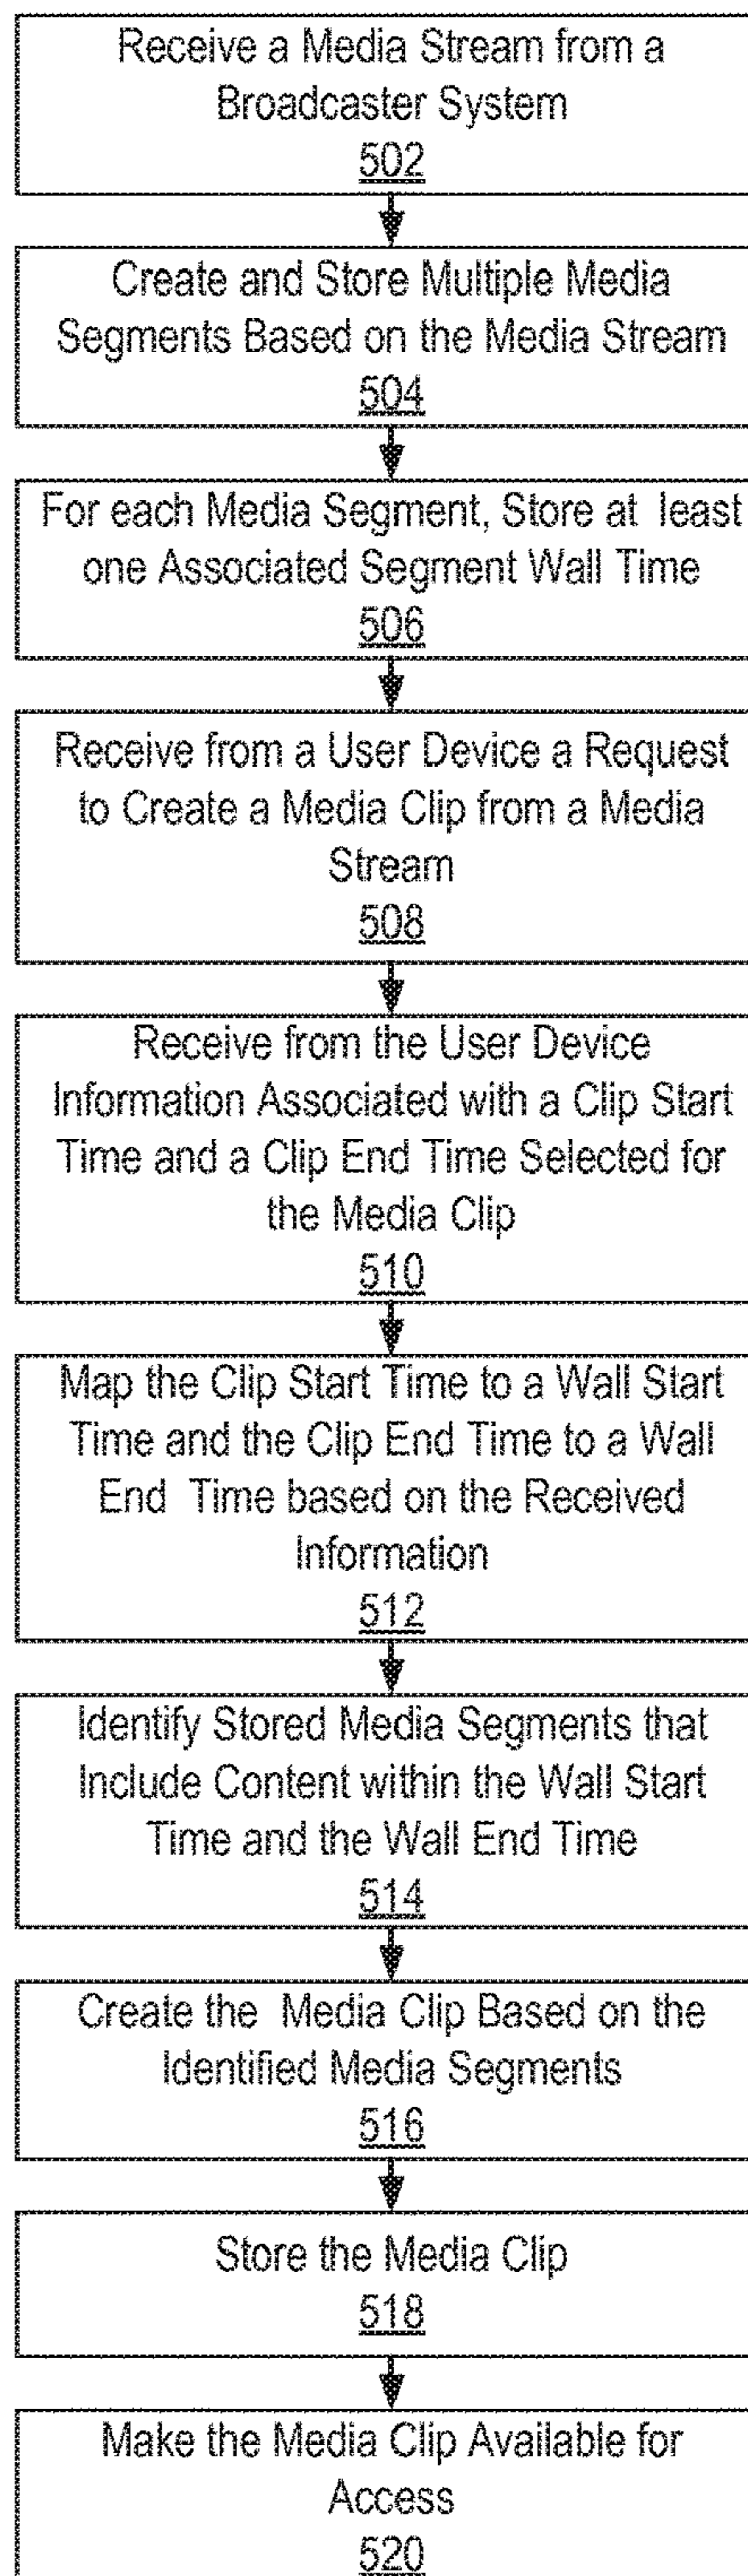 Receive a Media Stream from a
Broadcaster System
502
Create and Store Multiple Media
Segments Based on the Media Stream
504
For each Media Segment, Store at least
one Associated Segment Wall Time
506
Receive from a User Device a Request
to Create a Media Clip from a Media
Stream
508
Receive from the User Device
Information Associated with a Clip Start
Time and a Clip End Time Selected for
the Media Clip
510
Map the Clip Start Time to a Wall Start
Time and the Clip End Time to a Wall
End Time based on the Received
Information
512
Identify Stored Media Segments that
Include Content within the Wall Start
Time and the Wall End Time
514
Create the Media Clip Based on the
Identified Media Segments
516
Store the Media Clip
518
Make the Media Clip Available for
Access
520